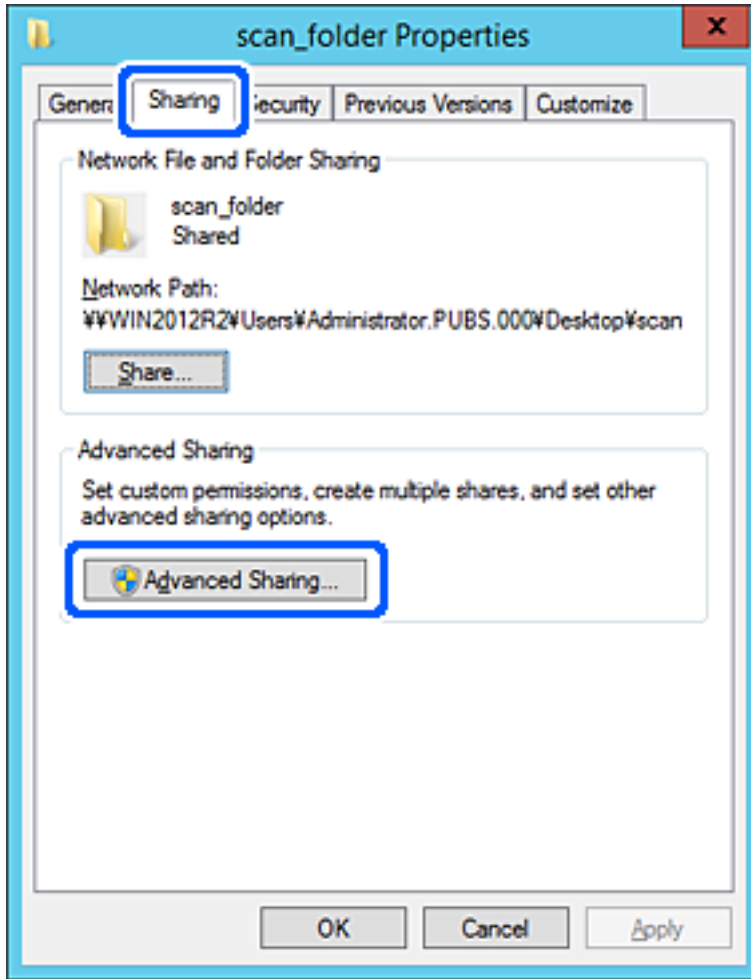 scan_folder Properties
x
General Sharing Security Previous Versions Customize
Network File and Folder Sharing
scan_folder
Shared
Network Path:
¥¥WIN2012R2¥Users¥Administrator.PUBS.000¥Desktop¥scan
Share...
Advanced Sharing
Set custom permissions, create multiple shares, and set other
advanced sharing options.
Advanced Sharing...
OK Cancel Apply